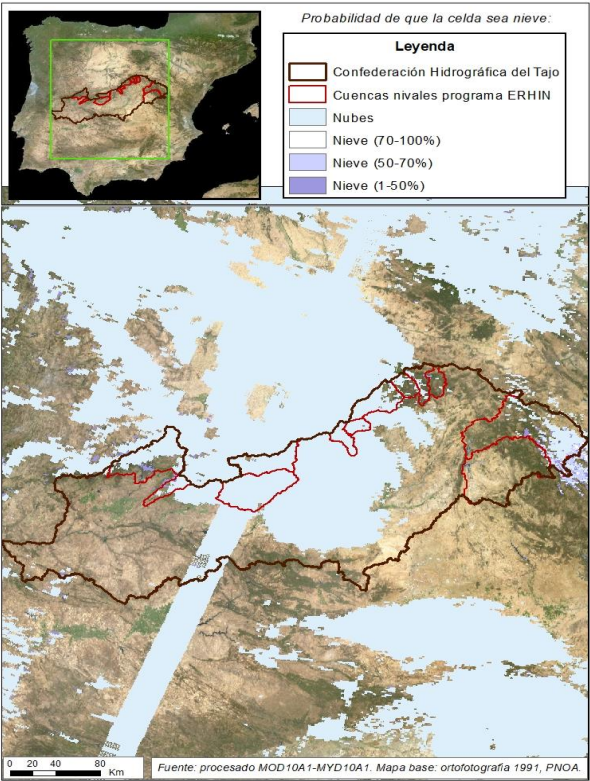 Probabilidad de que la celda sea nieve:
Leyenda
Confederación Hidrográfica del Tajo
Cuencas nivales programa ERHIN
Nubes
Nieve (70-100%)
Nieve (50-70%)
Nieve (1-50%)
0 20 40 80
Km
Fuente: procesado MOD10A1-MYD10A1. Mapa base: ortofotografia 1991, PNOA.